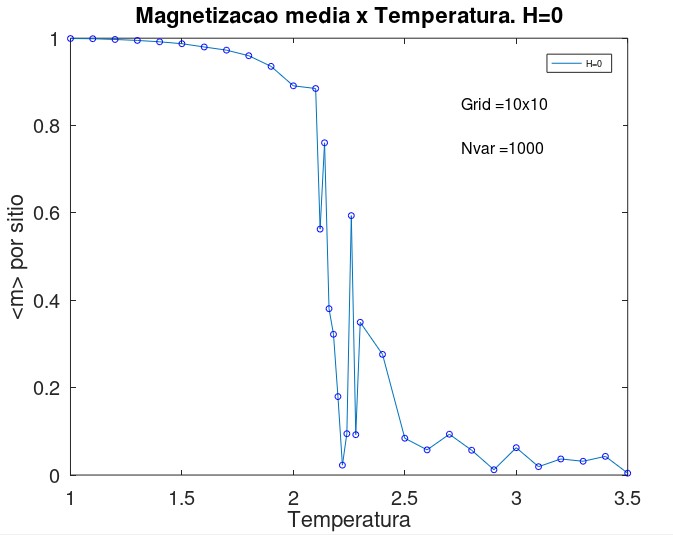 Magnetizacao media x Temperatura. H=0
1
H=0
Grid =10x10
0.8
Nvar =1000
0.6
<m> por sitio
0.4
0.2
0
1 1.5 2 2.5 3 3.5
Temperatura